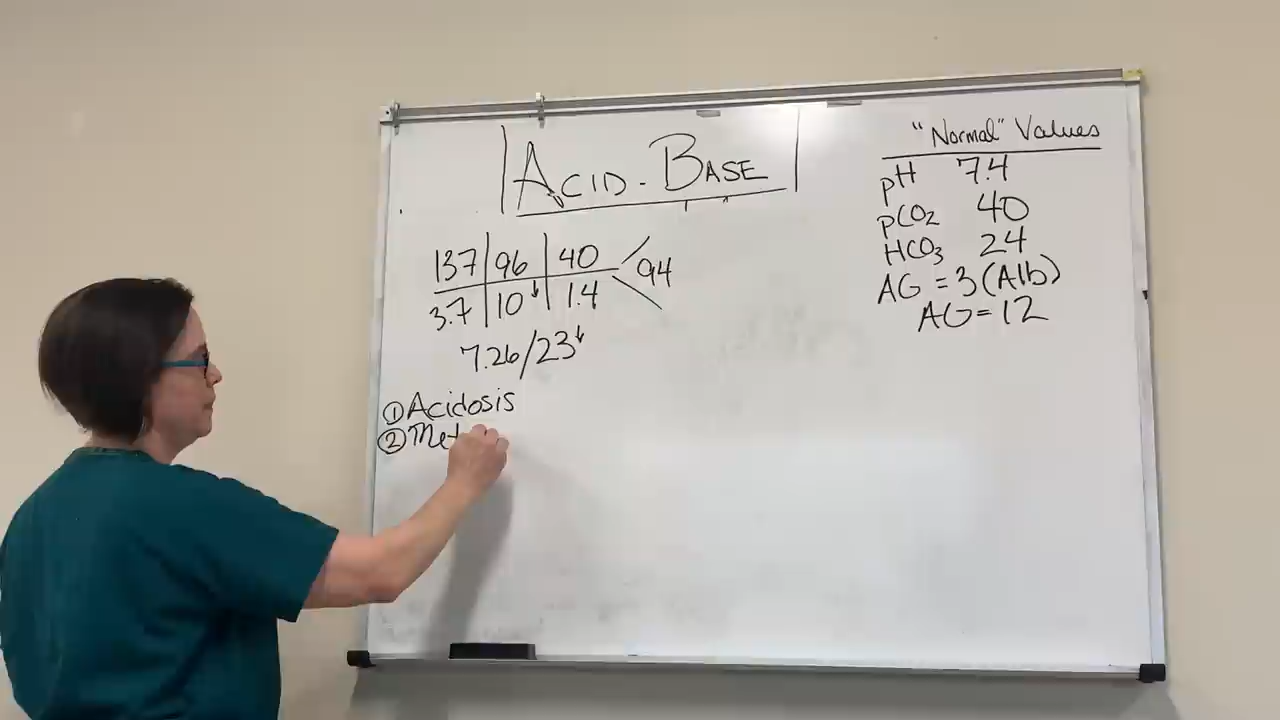 ACID-BASE
137 | 96 | 40 94
3.7 | 10↓ | 1.4
7.26/23↓
① Acidosis
② Met
"Normal" Values
pH 7.4
pCO2 40
HCO3 24
AG = 3(Alb)
AG = 12